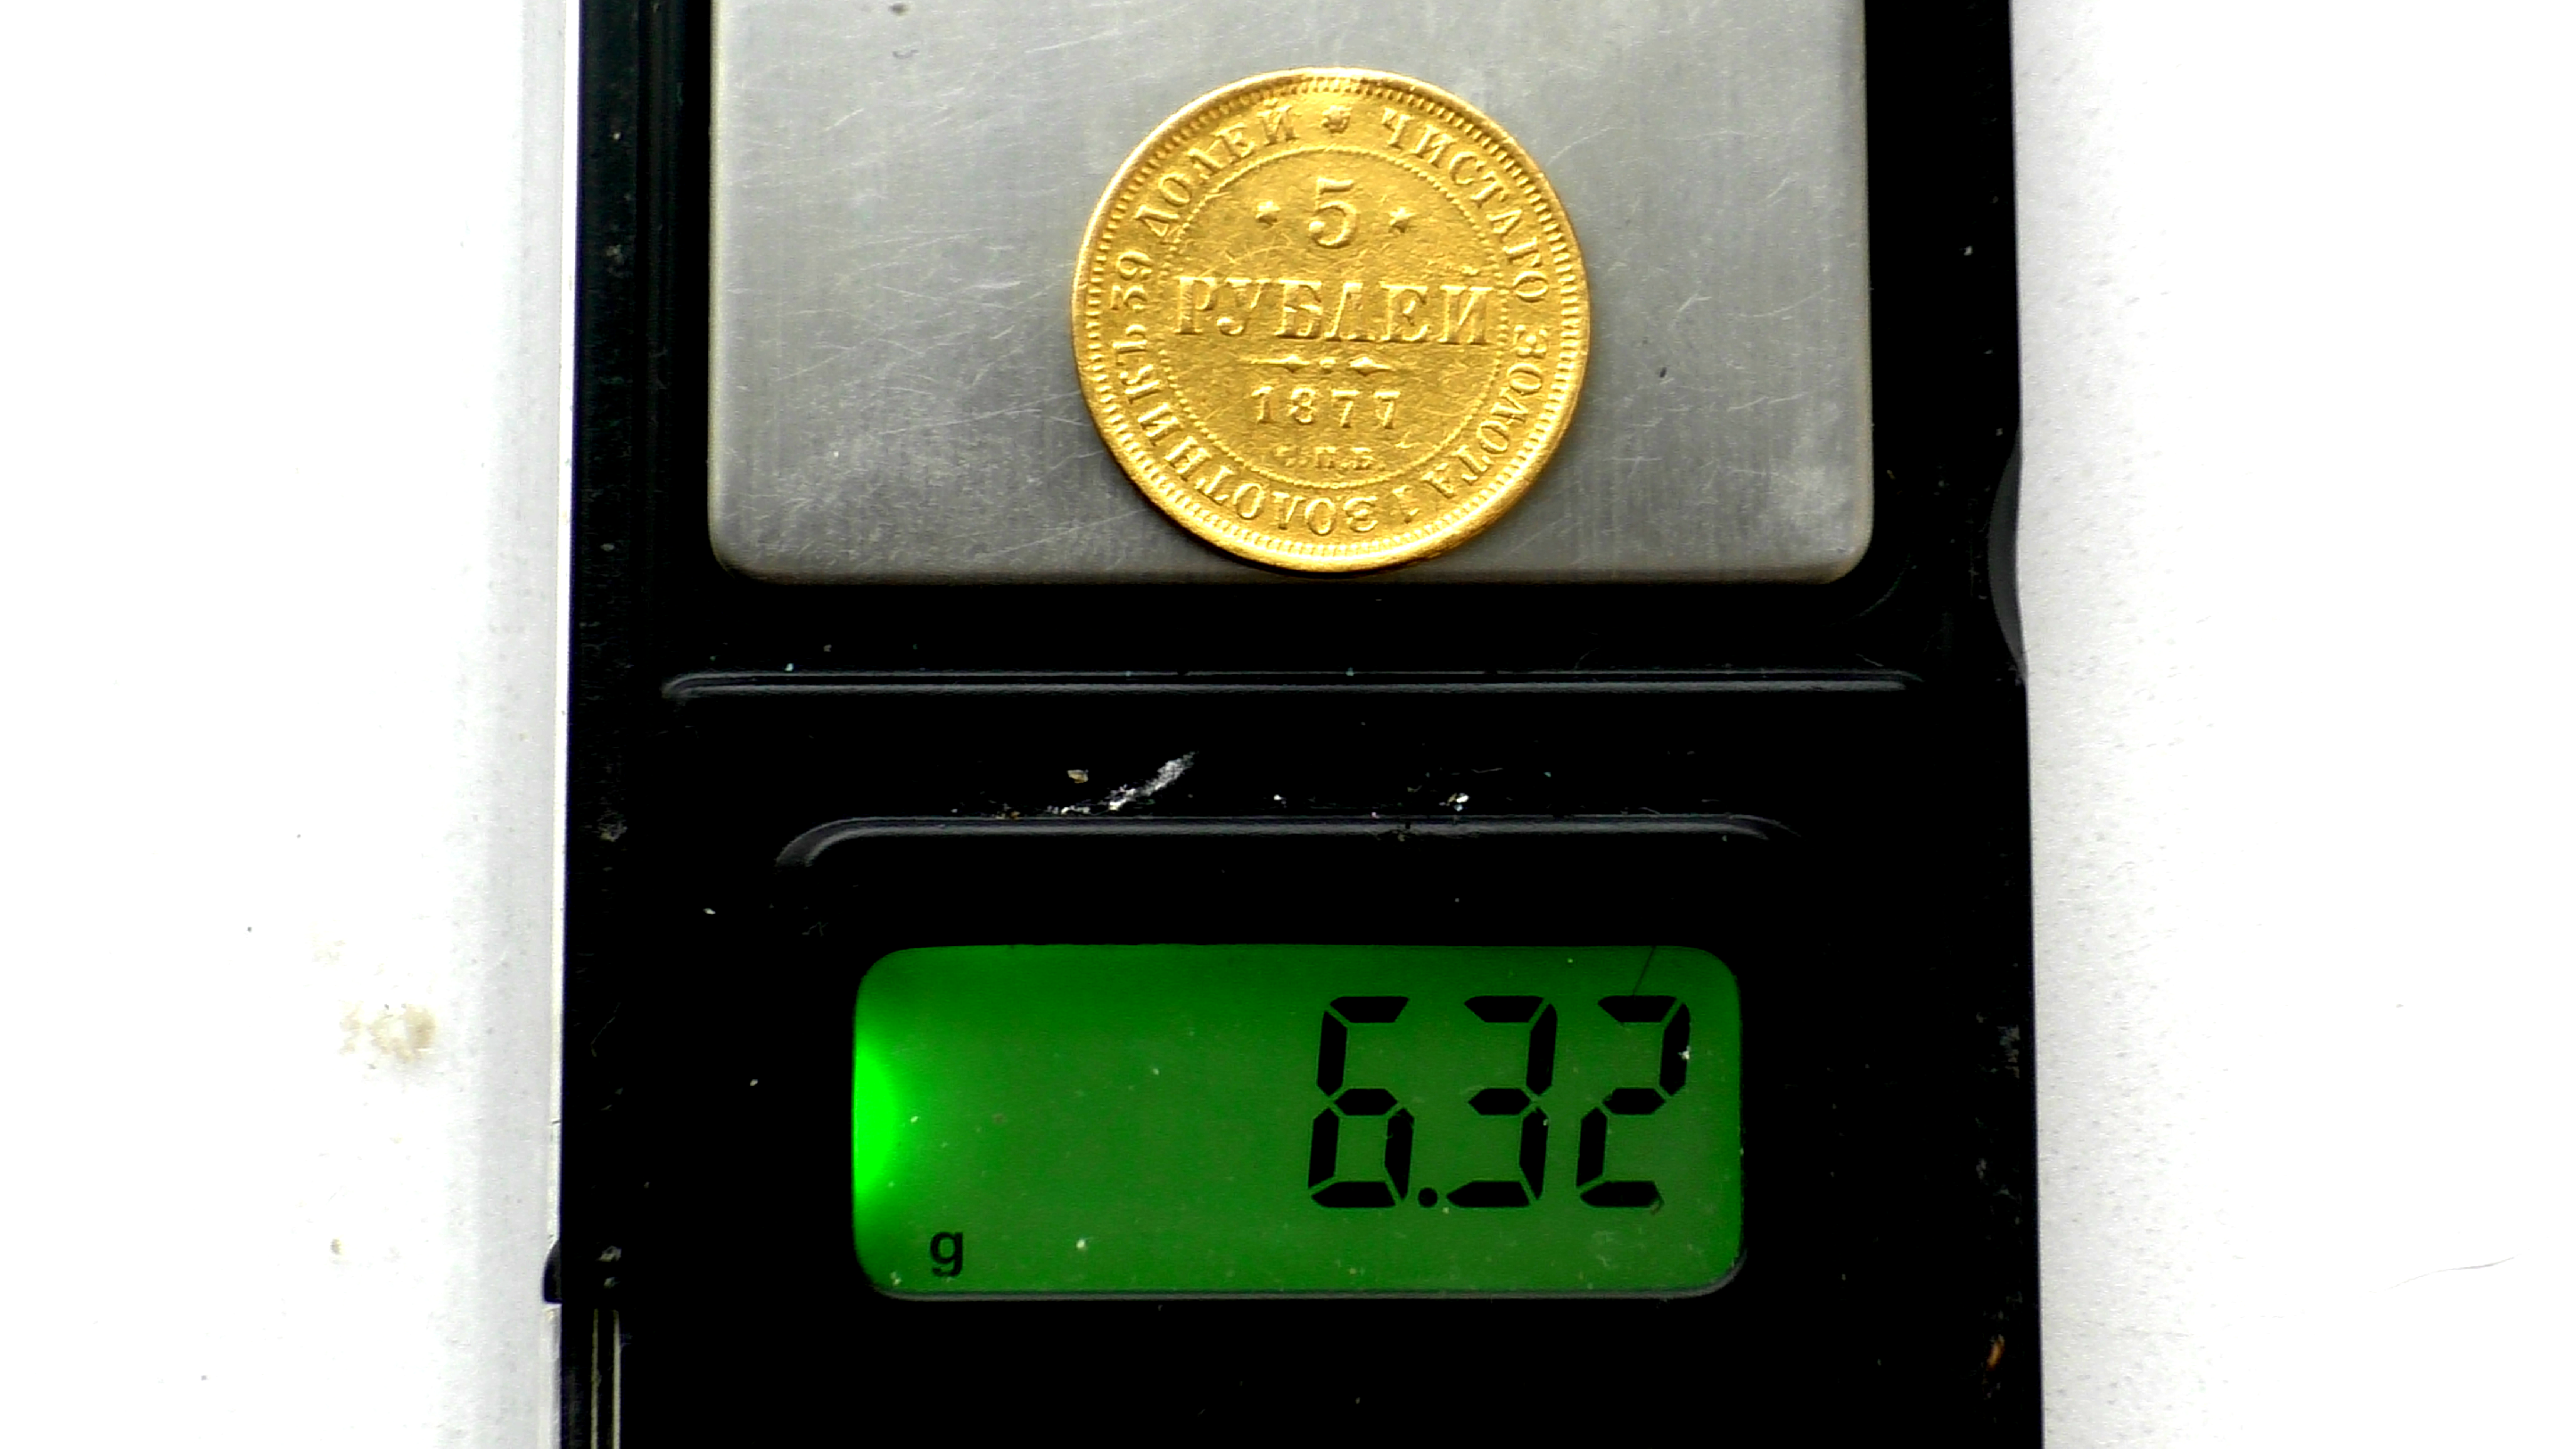 ЧИСТАГО ЗОЛОТА 1 ЗОЛОТНИКЪ 39 ДОЛЕЙ
5
РУБЛЕЙ
1877
С.П.Б.
6.32
g